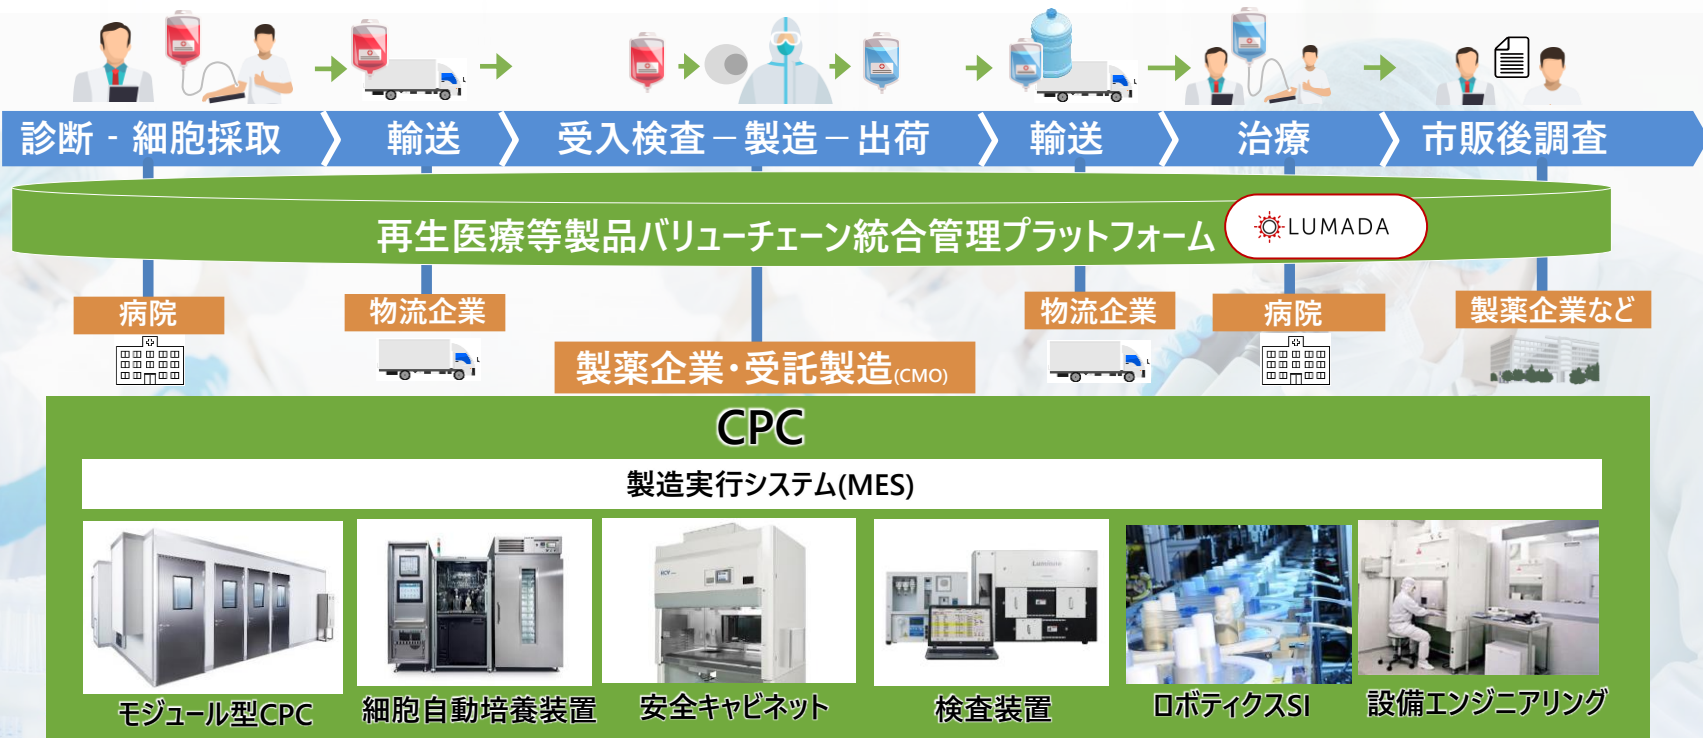 診断‐細胞採取
輸送
受入検査－製造－出荷
輸送
治療
市販後調査
再生医療等製品バリューチェーン統合管理プラットフォーム
LUMADA
病院
物流企業
製薬企業・受託製造(CMO)
物流企業
病院
製薬企業など
CPC
製造実行システム(MES)
モジュール型CPC
細胞自動培養装置
安全キャビネット
検査装置
ロボティクスSI
設備エンジニアリング